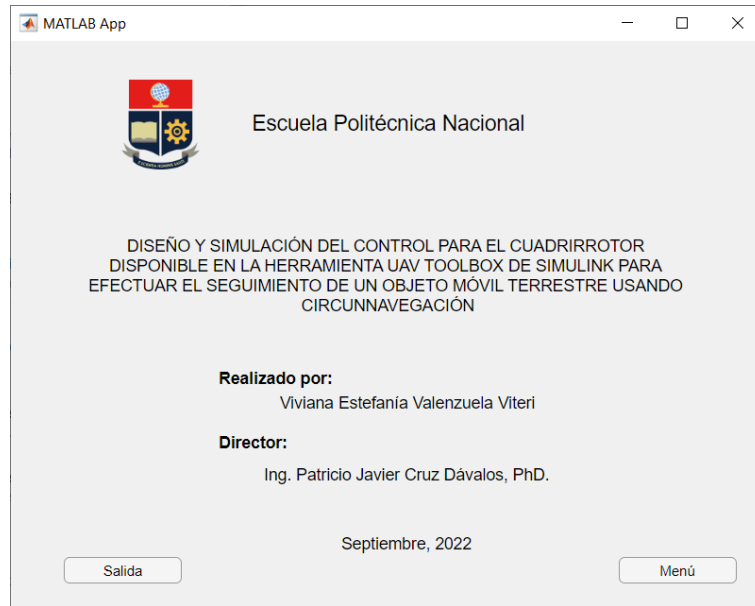 MATLAB App
Escuela Politécnica Nacional
DISEÑO Y SIMULACIÓN DEL CONTROL PARA EL CUADRIRROTOR
DISPONIBLE EN LA HERRAMIENTA UAV TOOLBOX DE SIMULINK PARA
EFECTUAR EL SEGUIMIENTO DE UN OBJETO MÓVIL TERRESTRE USANDO
CIRCUNNAVEGACIÓN
Realizado por:
Viviana Estefanía Valenzuela Viteri
Director:
Ing. Patricio Javier Cruz Dávalos, PhD.
Septiembre, 2022
Salida
Menú